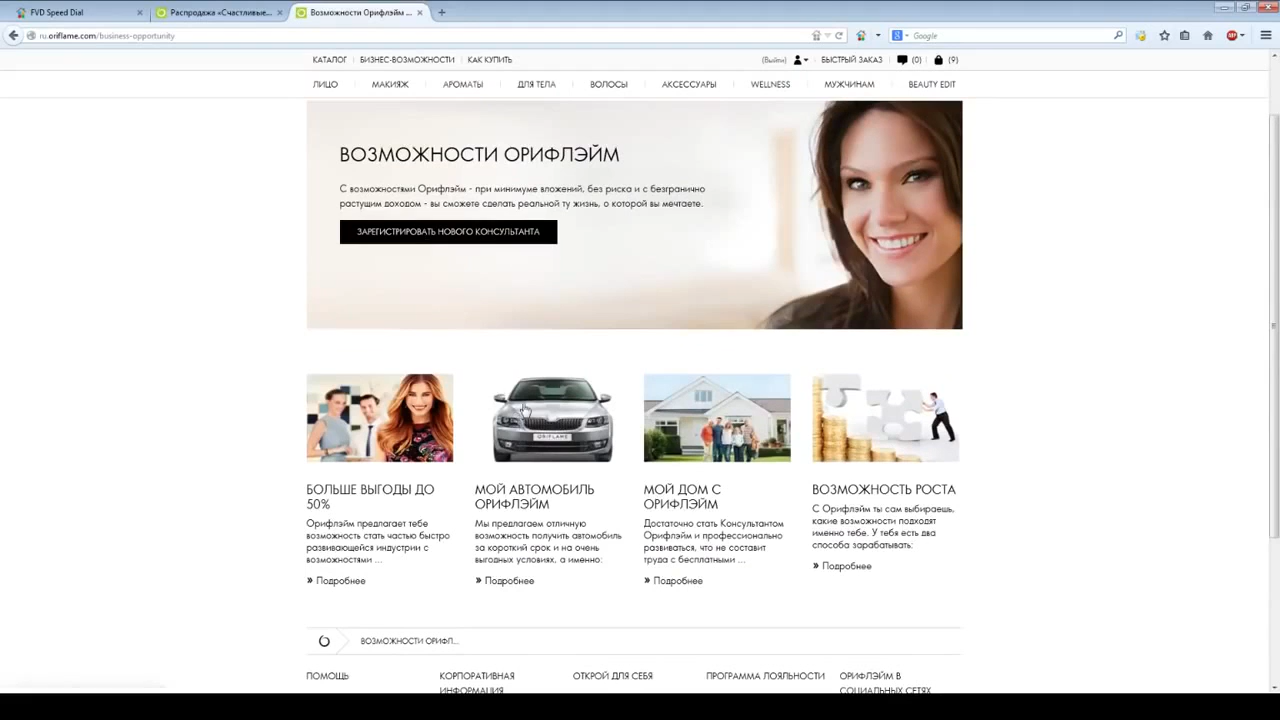 FVD Speed Dial
Распродажа «Счастливые...
Возможности Орифлэйм ...
ru.oriflame.com/business-opportunity
Google
КАТАЛОГ БИЗНЕС-ВОЗМОЖНОСТИ КАК КУПИТЬ
(Выйти) БЫСТРЫЙ ЗАКАЗ (0) (9)
ЛИЦО МАКИЯЖ АРОМАТЫ ДЛЯ ТЕЛА ВОЛОСЫ АКСЕССУАРЫ WELLNESS МУЖЧИНАМ BEAUTY EDIT
ВОЗМОЖНОСТИ ОРИФЛЭЙМ
С возможностями Орифлэйм - при минимуме вложений, без риска и с безгранично
растущим доходом - вы сможете сделать реальной ту жизнь, о которой вы мечтаете.
ЗАРЕГИСТРИРОВАТЬ НОВОГО КОНСУЛЬТАНТА
ORIFLAME
БОЛЬШЕ ВЫГОДЫ ДО
50%
Орифлэйм предлагает тебе
возможность стать частью быстро
развивающейся индустрии с
возможностями ...
» Подробнее
МОЙ АВТОМОБИЛЬ
ОРИФЛЭЙМ
Мы предлагаем отличную
возможность получить автомобиль
за короткий срок и на очень
выгодных условиях, а именно:
» Подробнее
МОЙ ДОМ С
ОРИФЛЭЙМ
Достаточно стать Консультантом
Орифлэйм и профессионально
развиваться, что не составит
труда с бесплатными ...
» Подробнее
ВОЗМОЖНОСТЬ РОСТА
С Орифлэйм ты сам выбираешь,
какие возможности подходят
именно тебе. У тебя есть два
способа зарабатывать:
» Подробнее
ВОЗМОЖНОСТИ ОРИФЛ...
ПОМОЩЬ
КОРПОРАТИВНАЯ
ИНФОРМАЦИЯ
ОТКРОЙ ДЛЯ СЕБЯ
ПРОГРАММА ЛОЯЛЬНОСТИ
ОРИФЛЭЙМ В
СОЦИАЛЬНЫХ СЕТЯХ